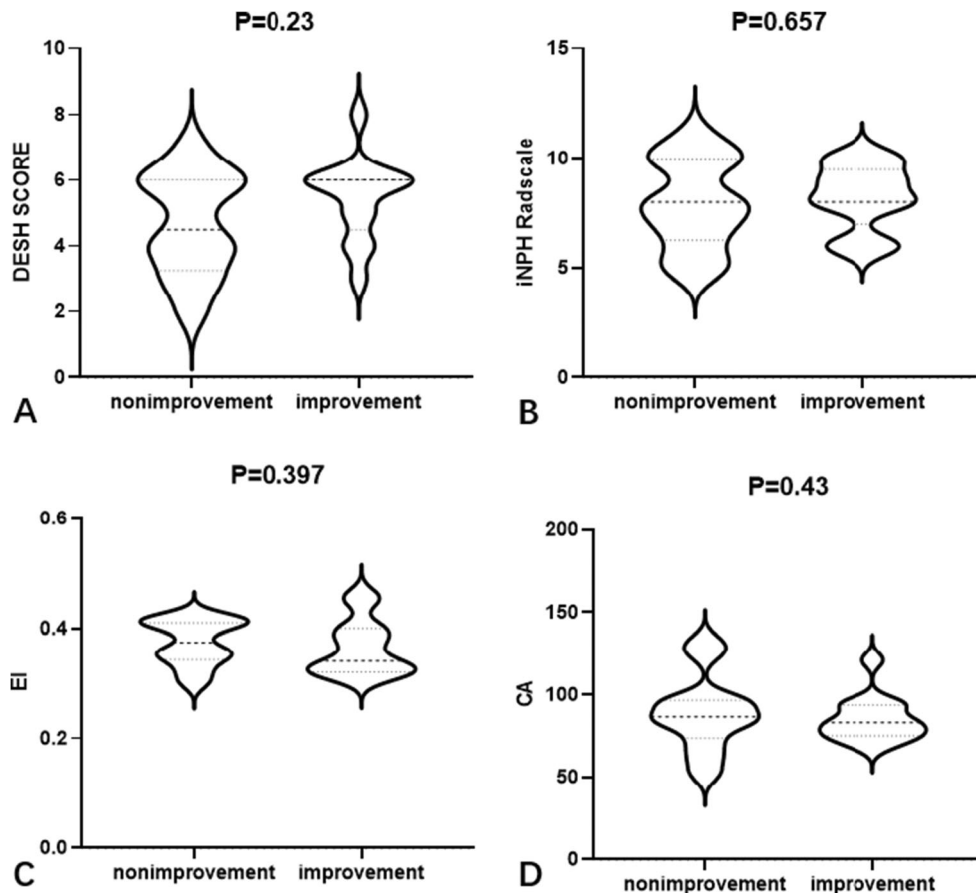 P=0.23
10
8
6
4
2
0
DESH SCORE
nonimprovement improvement
A
P=0.657
15
10
5
0
iNPH Radscale
nonimprovement improvement
B
P=0.397
0.6
0.4
0.2
0.0
EI
nonimprovement improvement
C
P=0.43
200
150
100
50
0
CA
nonimprovement improvement
D